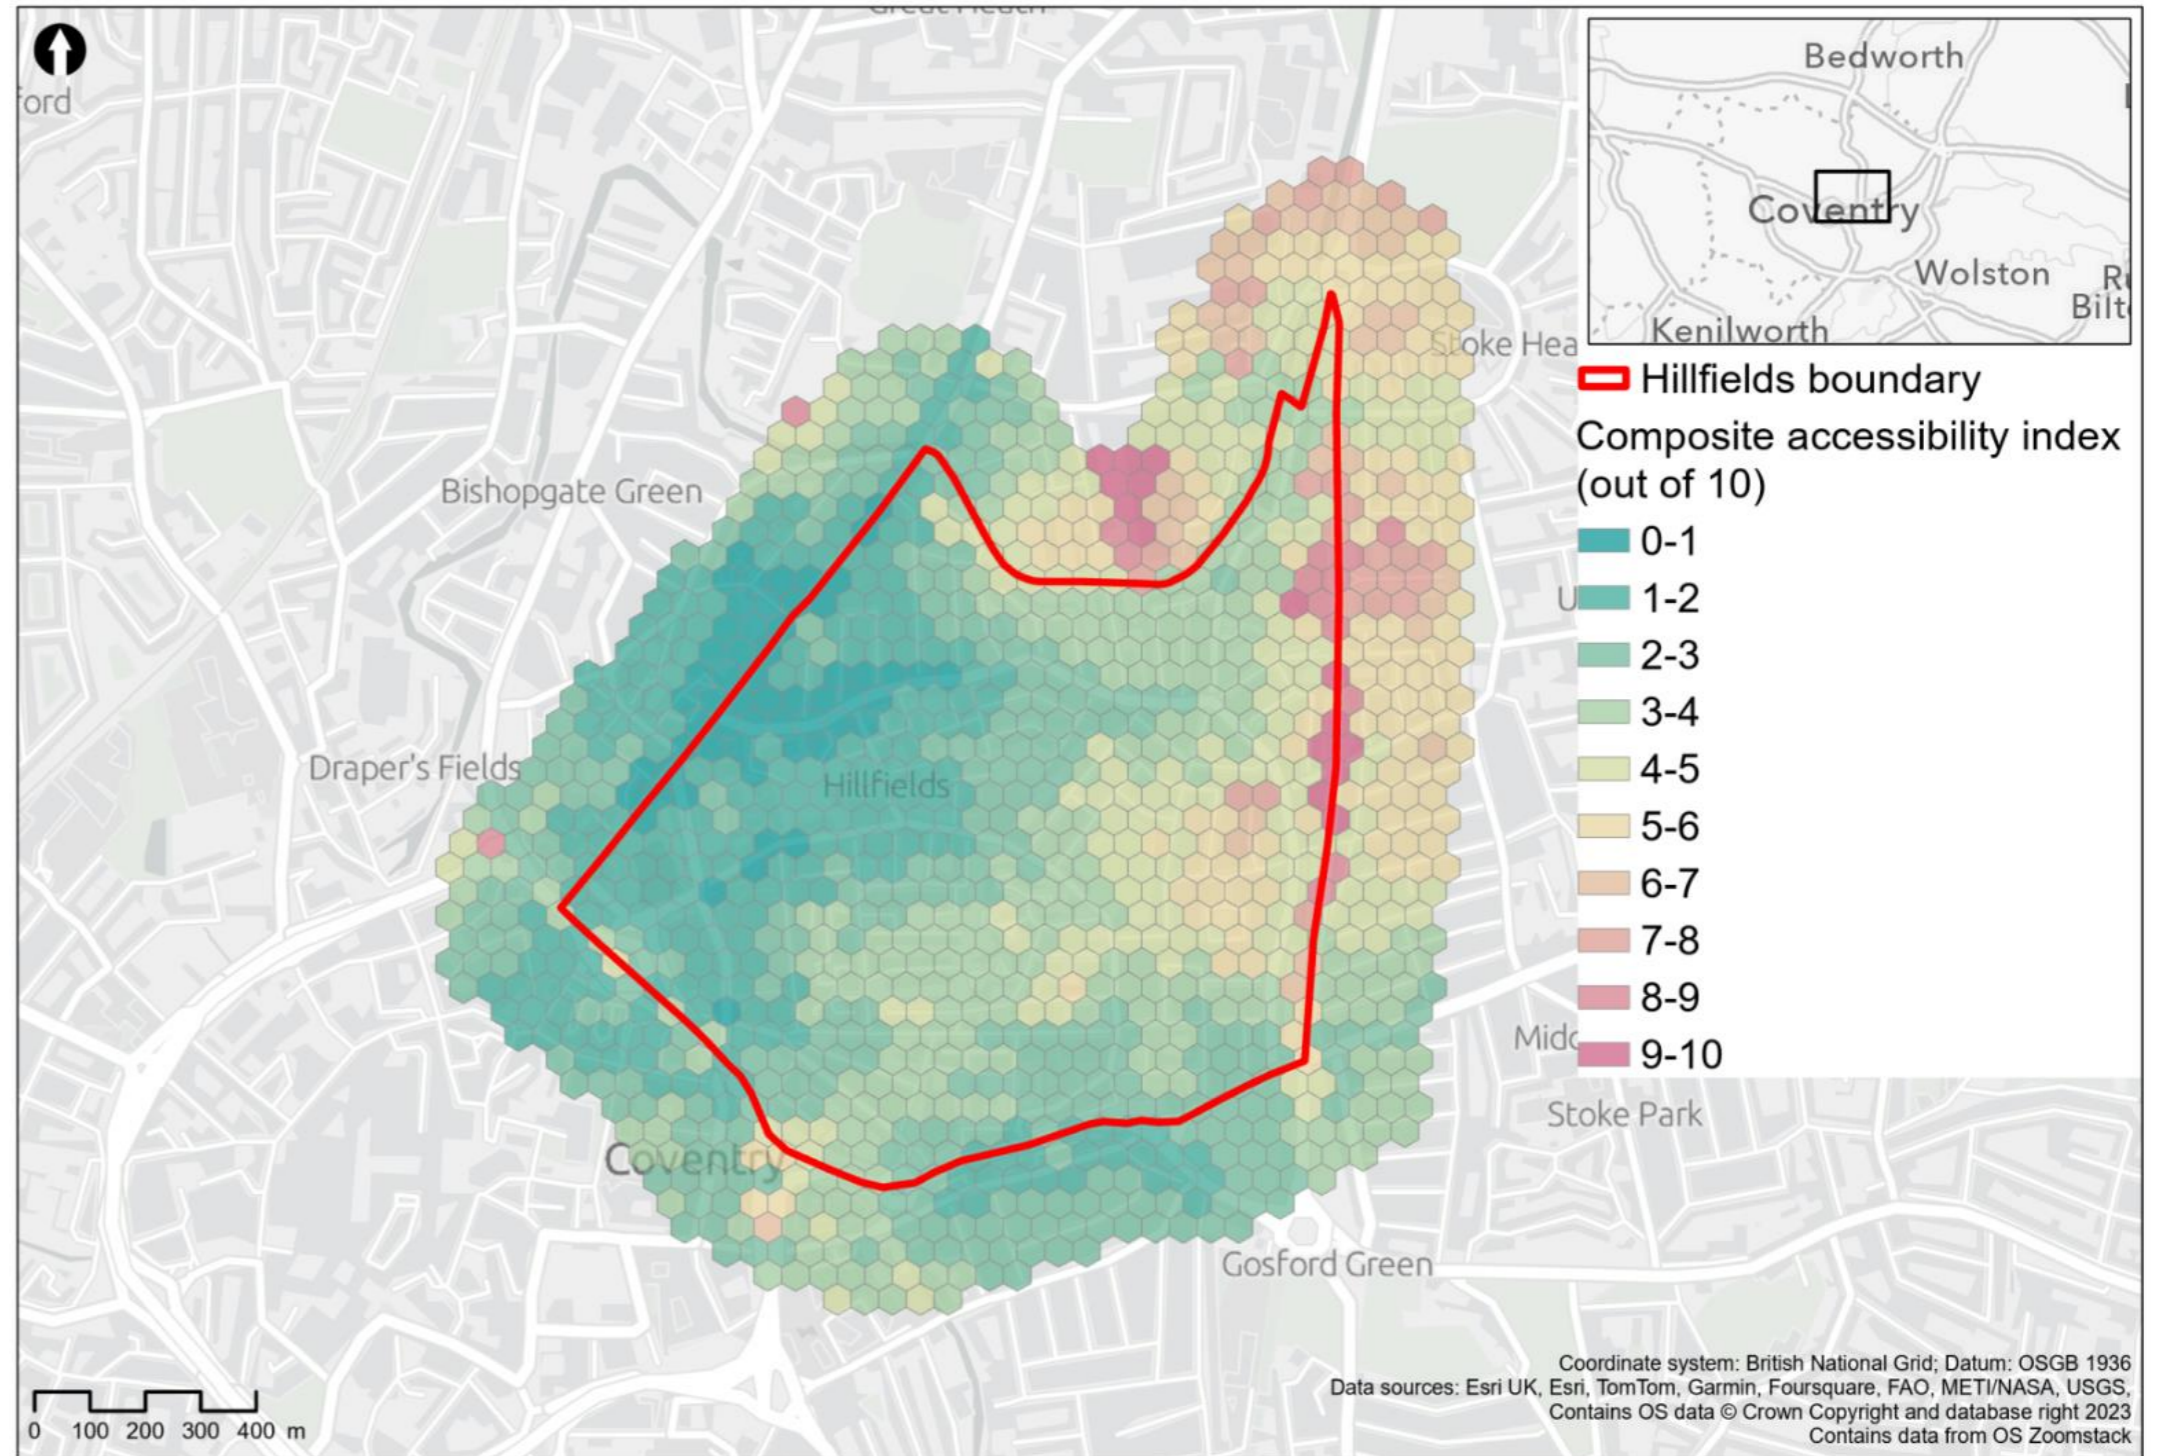 Great Heath
ford
Bedworth
Coventry
Wolston
Kenilworth
Hillfields boundary
Composite accessibility index
(out of 10)
0-1
1-2
2-3
3-4
4-5
5-6
6-7
7-8
8-9
9-10
Stoke Hea
Bishopgate Green
Draper's Fields
Hillfields
U
Midd
Stoke Park
Coventry
Gosford Green
Ru
Bilt
0 100 200 300 400 m
Coordinate system: British National Grid; Datum: OSGB 1936
Data sources: Esri UK, Esri, TomTom, Garmin, Foursquare, FAO, METI/NASA, USGS,
Contains OS data © Crown Copyright and database right 2023
Contains data from OS Zoomstack